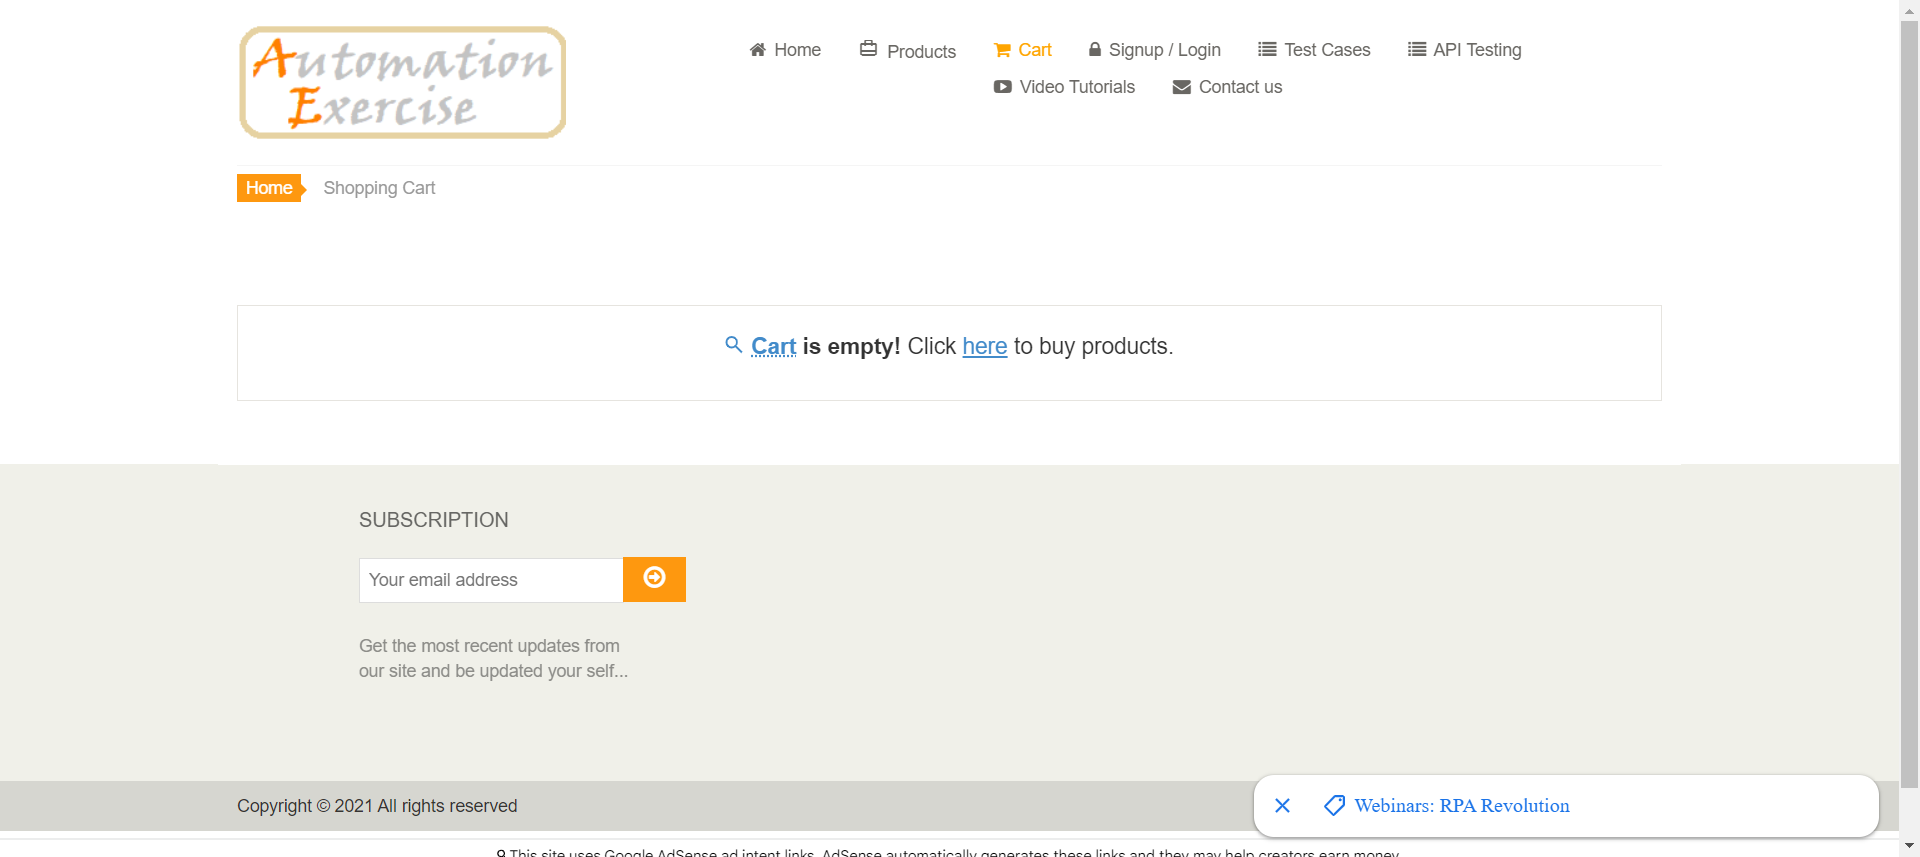 Automation
Exercise
Home
Products
Cart
Signup / Login
Test Cases
API Testing
Video Tutorials
Contact us
Home
Shopping Cart
Cart is empty! Click here to buy products.
SUBSCRIPTION
Your email address
Get the most recent updates from
our site and be updated your self...
Copyright © 2021 All rights reserved
Webinars: RPA Revolution
This site uses Google AdSense ad intent links. AdSense automatically generates these links and they may help creators earn money.